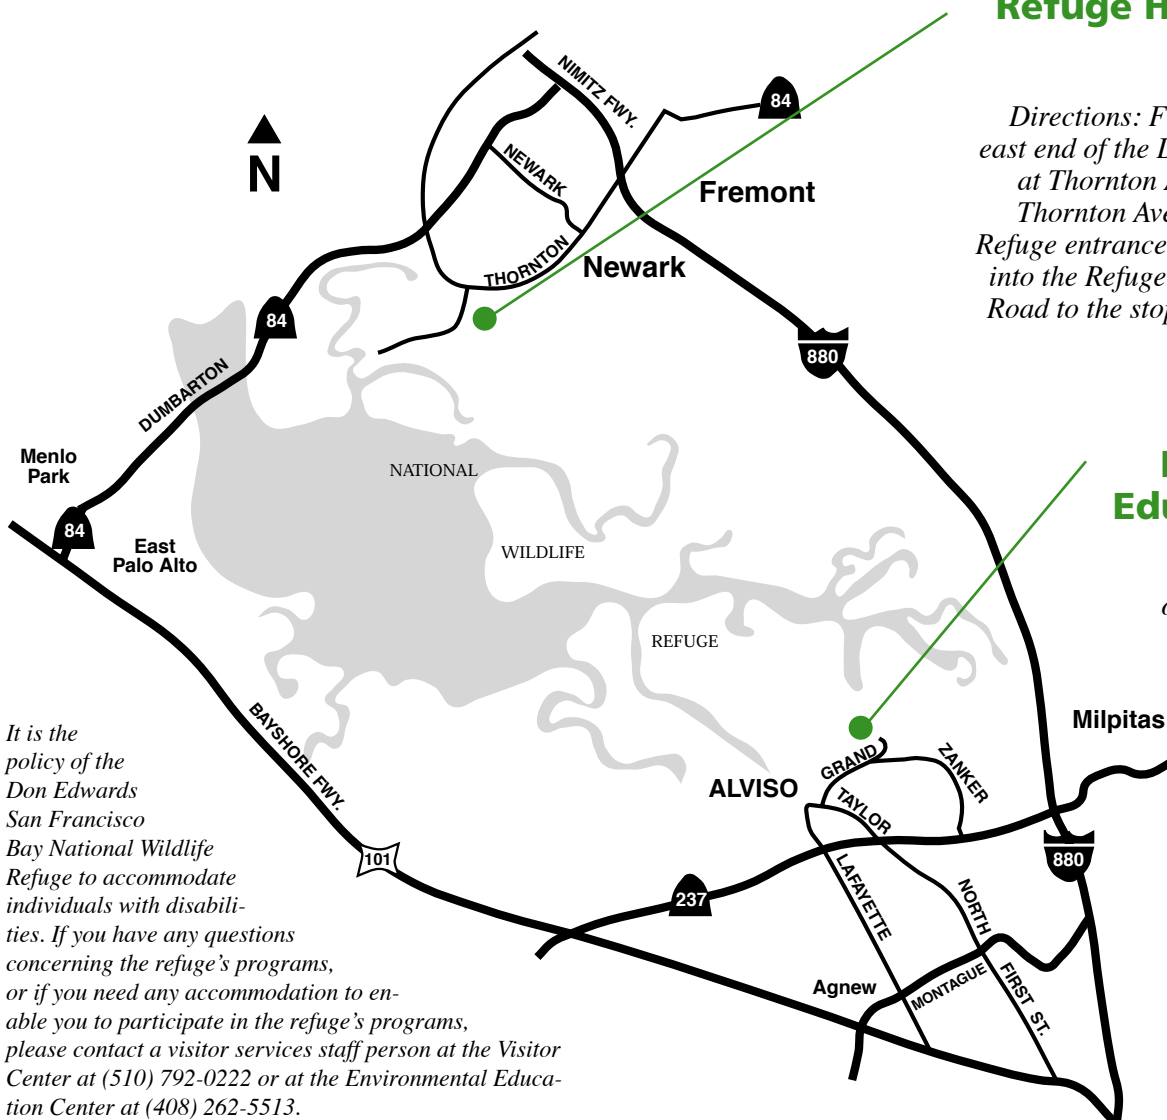 Refuge H
Directions: F
east end of the
at Thornton
Thornton Ave
Refuge entrance
into the Refuge
Road to the stop
N
NIMITZ FWY.
84
NEWARK
Fremont
THORNTON
Newark
84
880
DUMBARTON
Menlo
Park
NATIONAL
Edu
84
East
Palo Alto
WILDLIFE
REFUGE
Milpitas
It is the
policy of the
Don Edwards
San Francisco
Bay National Wildlife
Refuge to accommodate
individuals with disabili-
ties. If you have any questions
concerning the refuge’s programs,
or if you need any accommodation to en-
able you to participate in the refuge’s programs,
please contact a visitor services staff person at the Visitor
Center at (510) 792-0222 or at the Environmental Educa-
tion Center at (408) 262-5513.
BAYSHORE FWY.
101
GRAND
ZANKER
ALVISO
TAYLOR
880
237
LAFAYETTE
NORTH
FIRST ST.
Agnew
MONTAGUE